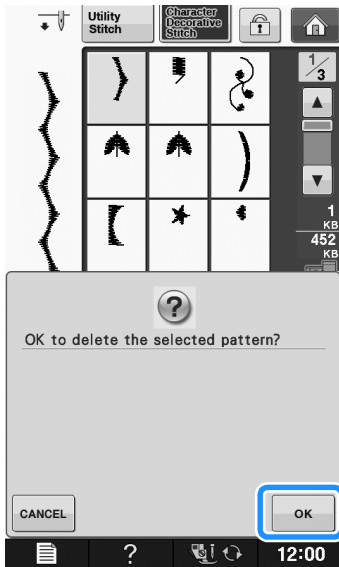 Utility
Stitch
Character
Decorative
Stitch
1/3
1
KB
452
KB
?
OK to delete the selected pattern?
CANCEL
OK
?
12:00